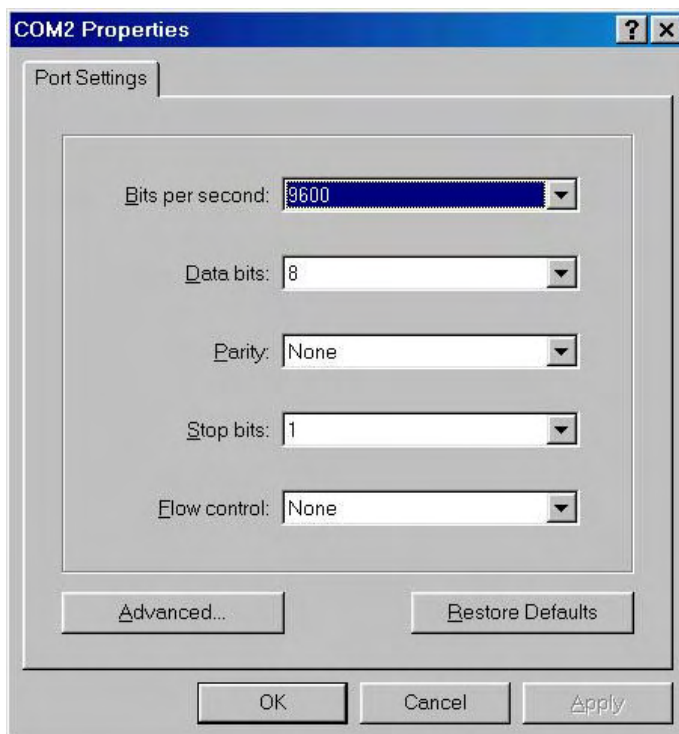 COM2 Properties
Port Settings
Bits per second: 9600
Data bits: 8
Parity: None
Stop bits: 1
Flow control: None
Advanced... Restore Defaults
OK Cancel Apply